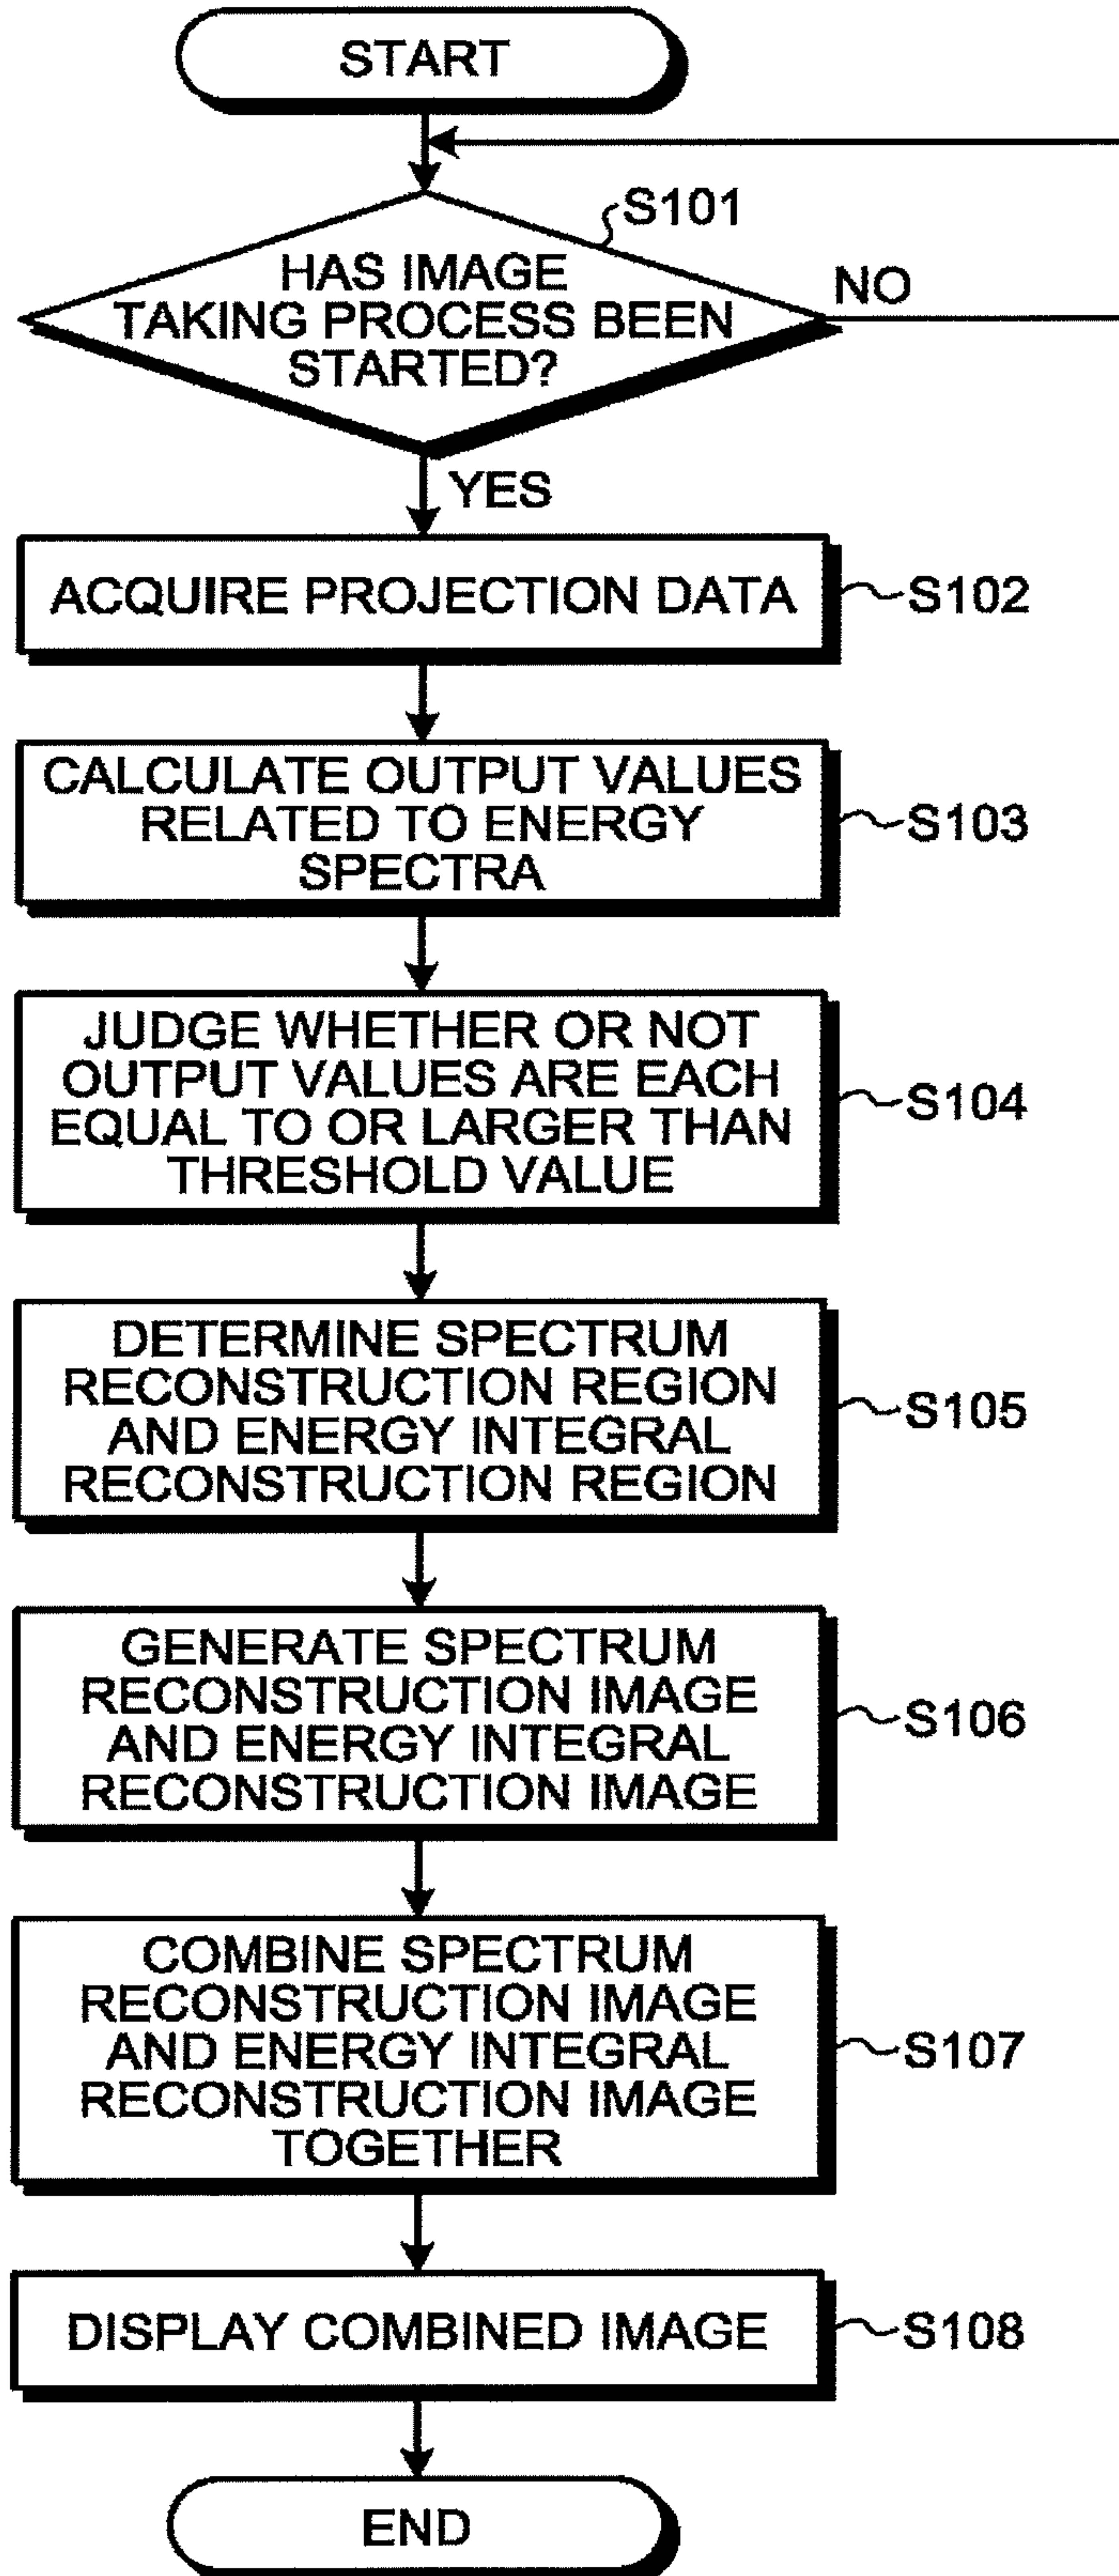 START
S101
HAS IMAGE
TAKING PROCESS BEEN
STARTED?
NO
YES
ACQUIRE PROJECTION DATA
S102
CALCULATE OUTPUT VALUES
RELATED TO ENERGY
SPECTRA
S103
JUDGE WHETHER OR NOT
OUTPUT VALUES ARE EACH
EQUAL TO OR LARGER THAN
THRESHOLD VALUE
S104
DETERMINE SPECTRUM
RECONSTRUCTION REGION
AND ENERGY INTEGRAL
RECONSTRUCTION REGION
S105
GENERATE SPECTRUM
RECONSTRUCTION IMAGE
AND ENERGY INTEGRAL
RECONSTRUCTION IMAGE
S106
COMBINE SPECTRUM
RECONSTRUCTION IMAGE
AND ENERGY INTEGRAL
RECONSTRUCTION IMAGE
TOGETHER
S107
DISPLAY COMBINED IMAGE
S108
END